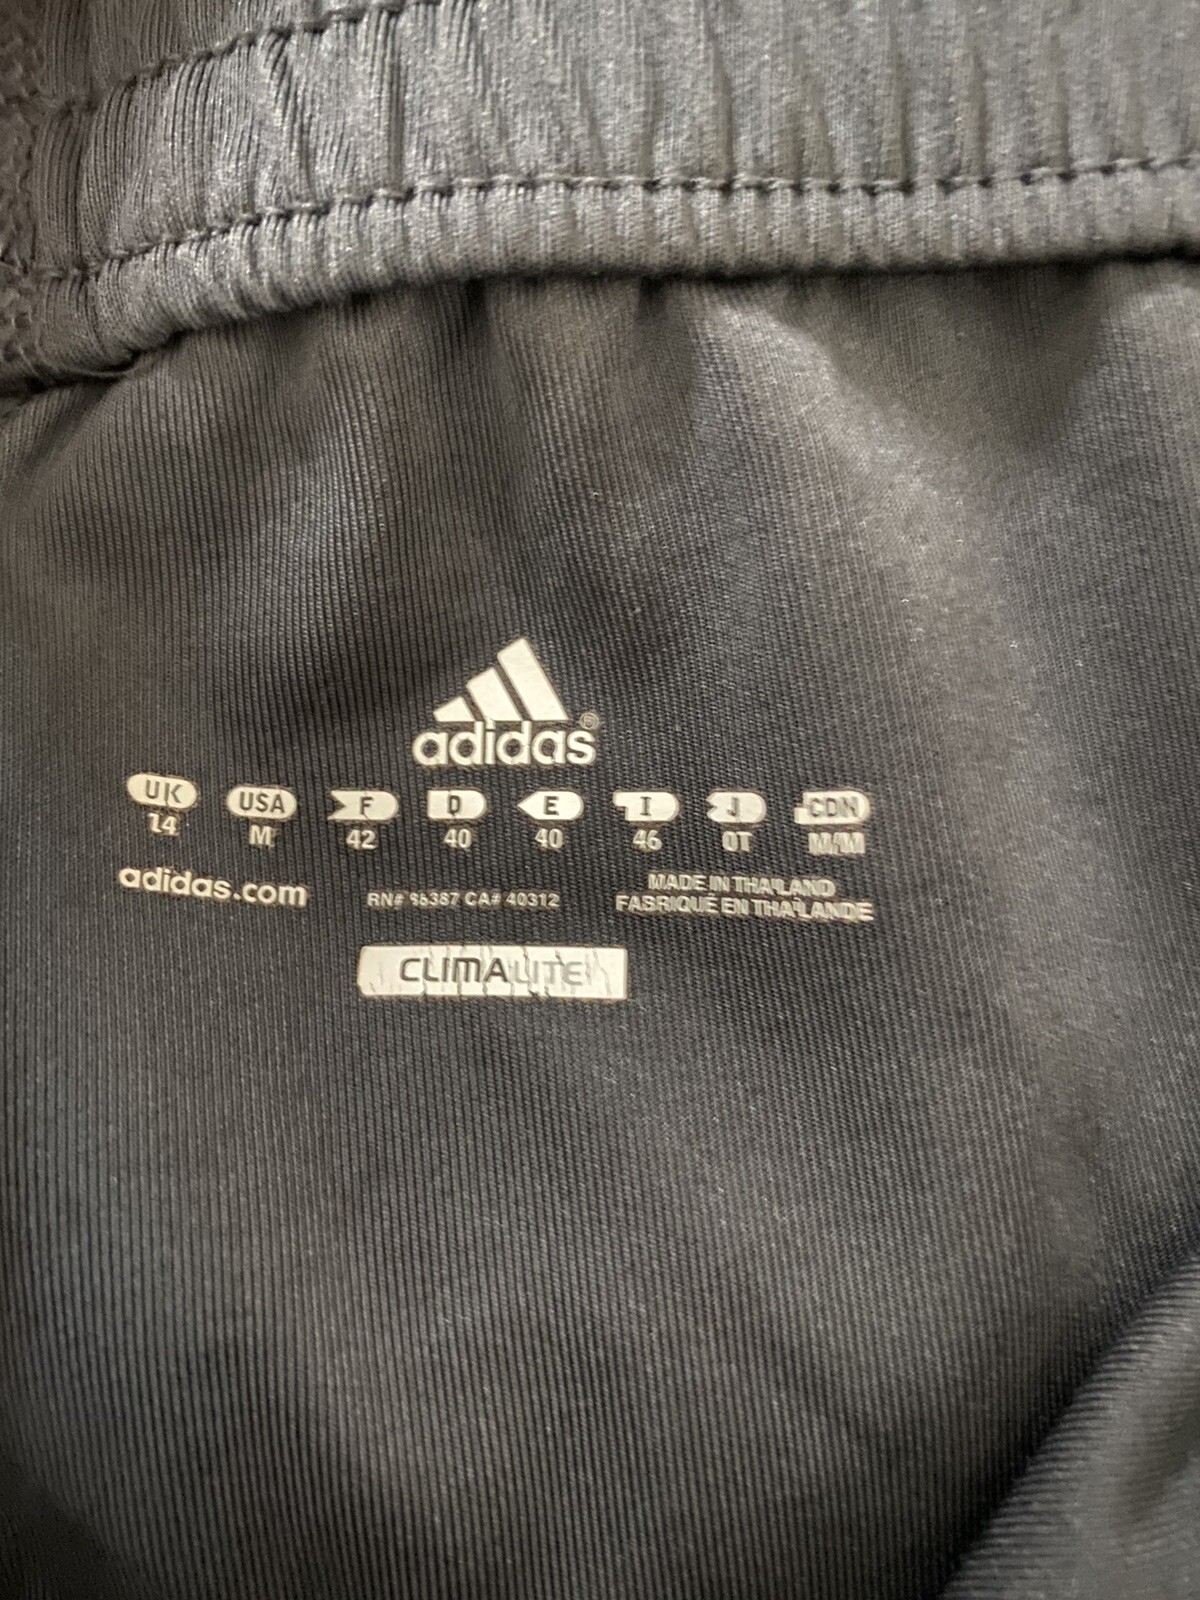 adidas®
UK USA F D E I J CDN
14 M 42 40 40 46 OT M/M
adidas.com
RN# 88387 CA# 40312
MADE IN THAILAND
FABRIQUÉ EN THAÏLANDE
CLIMALITE